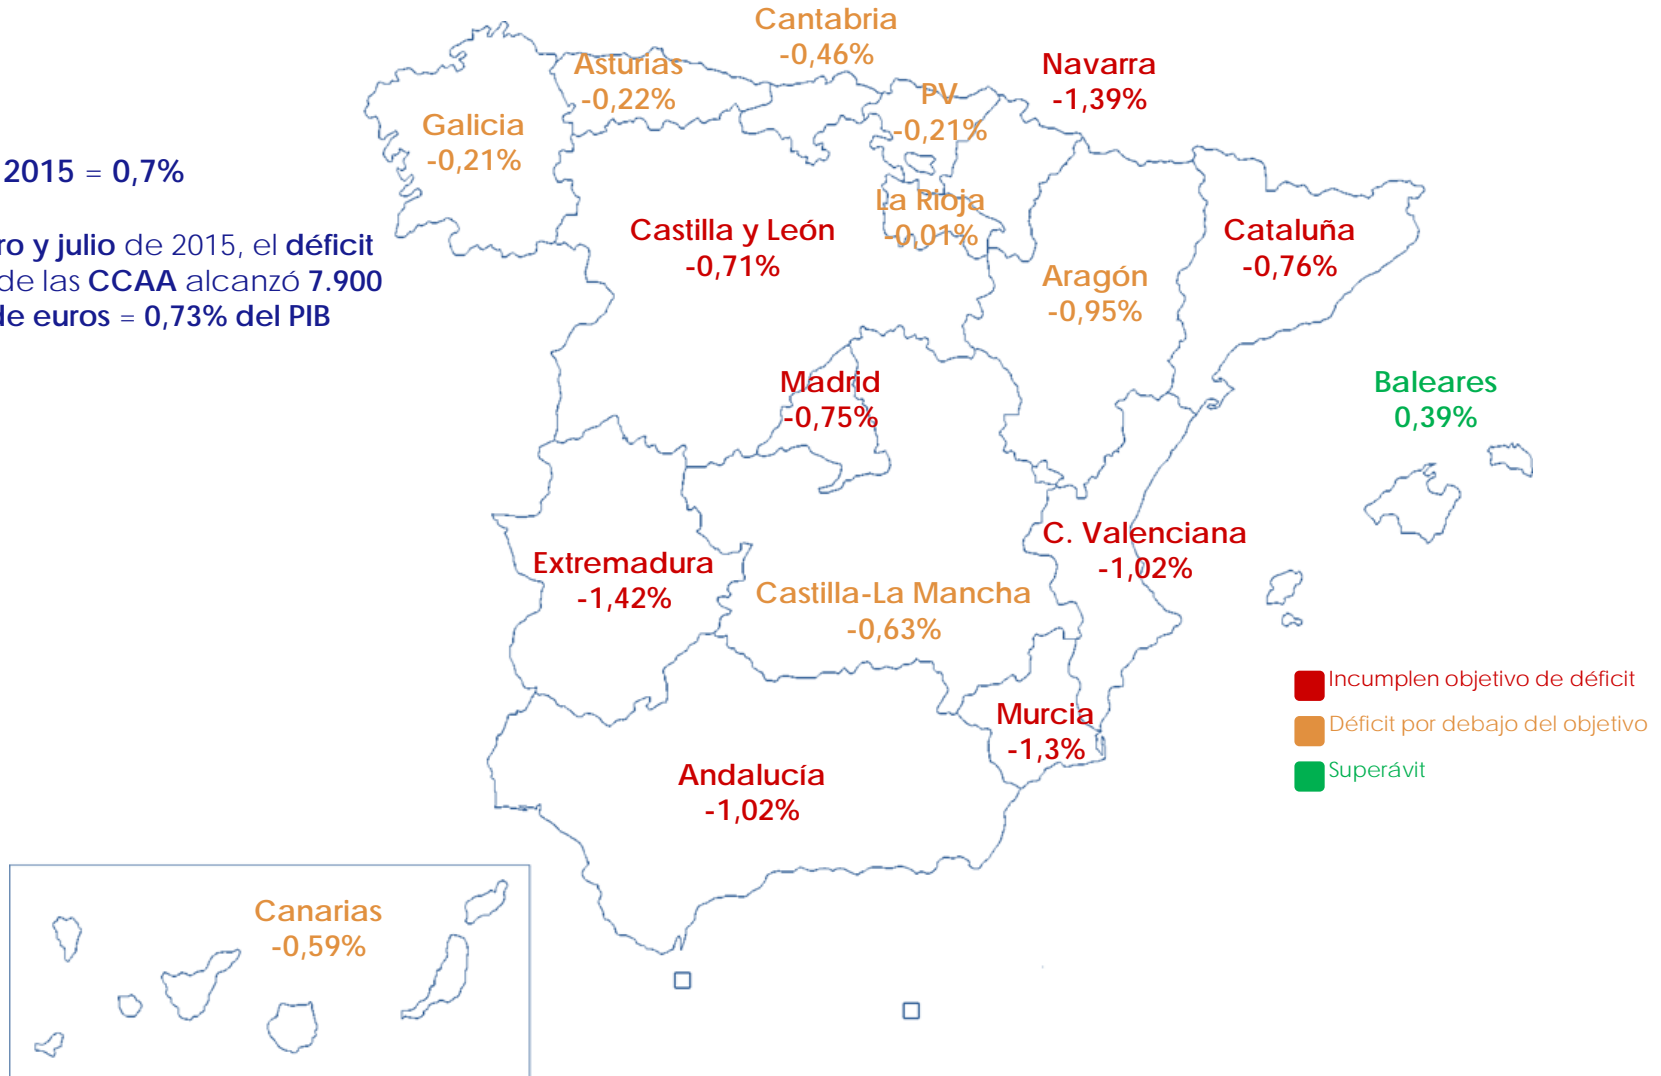 2015 = 0,7%
ro y julio de 2015, el déficit
de las CCAA alcanzó 7.900
de euros = 0,73% del PIB
Cantabria
-0,46%
Asturias
-0,22%
Navarra
-1,39%
PV
-0,21%
Galicia
-0,21%
La Rioja
-0,01%
Castilla y León
-0,71%
Cataluña
-0,76%
Aragón
-0,95%
Madrid
-0,75%
Baleares
0,39%
C. Valenciana
-1,02%
Extremadura
-1,42%
Castilla-La Mancha
-0,63%
Murcia
-1,3%
Andalucía
-1,02%
Canarias
-0,59%
Incumplen objetivo de déficit
Déficit por debajo del objetivo
Superávit